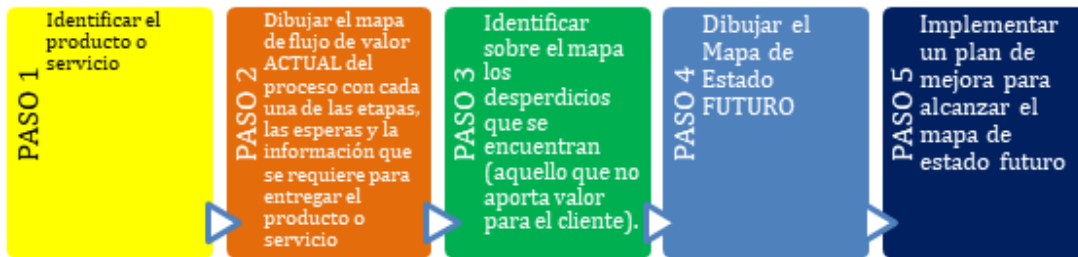 PASO 1
Identificar el
producto o
servicio
PASO 2
Dibujar el mapa
de flujo de valor
ACTUAL del
proceso con cada
una de las etapas,
las esperas y la
información que
se requiere para
entregar el
producto o
servicio
PASO 3
Identificar
sobre el mapa
los
desperdicios
que se
encuentran
(aquello que no
aporta valor
para el cliente).
PASO 4
Dibujar el
Mapa de
Estado
FUTURO
PASO 5
Implementar
un plan de
mejora para
alcanzar el
mapa de
estado futuro